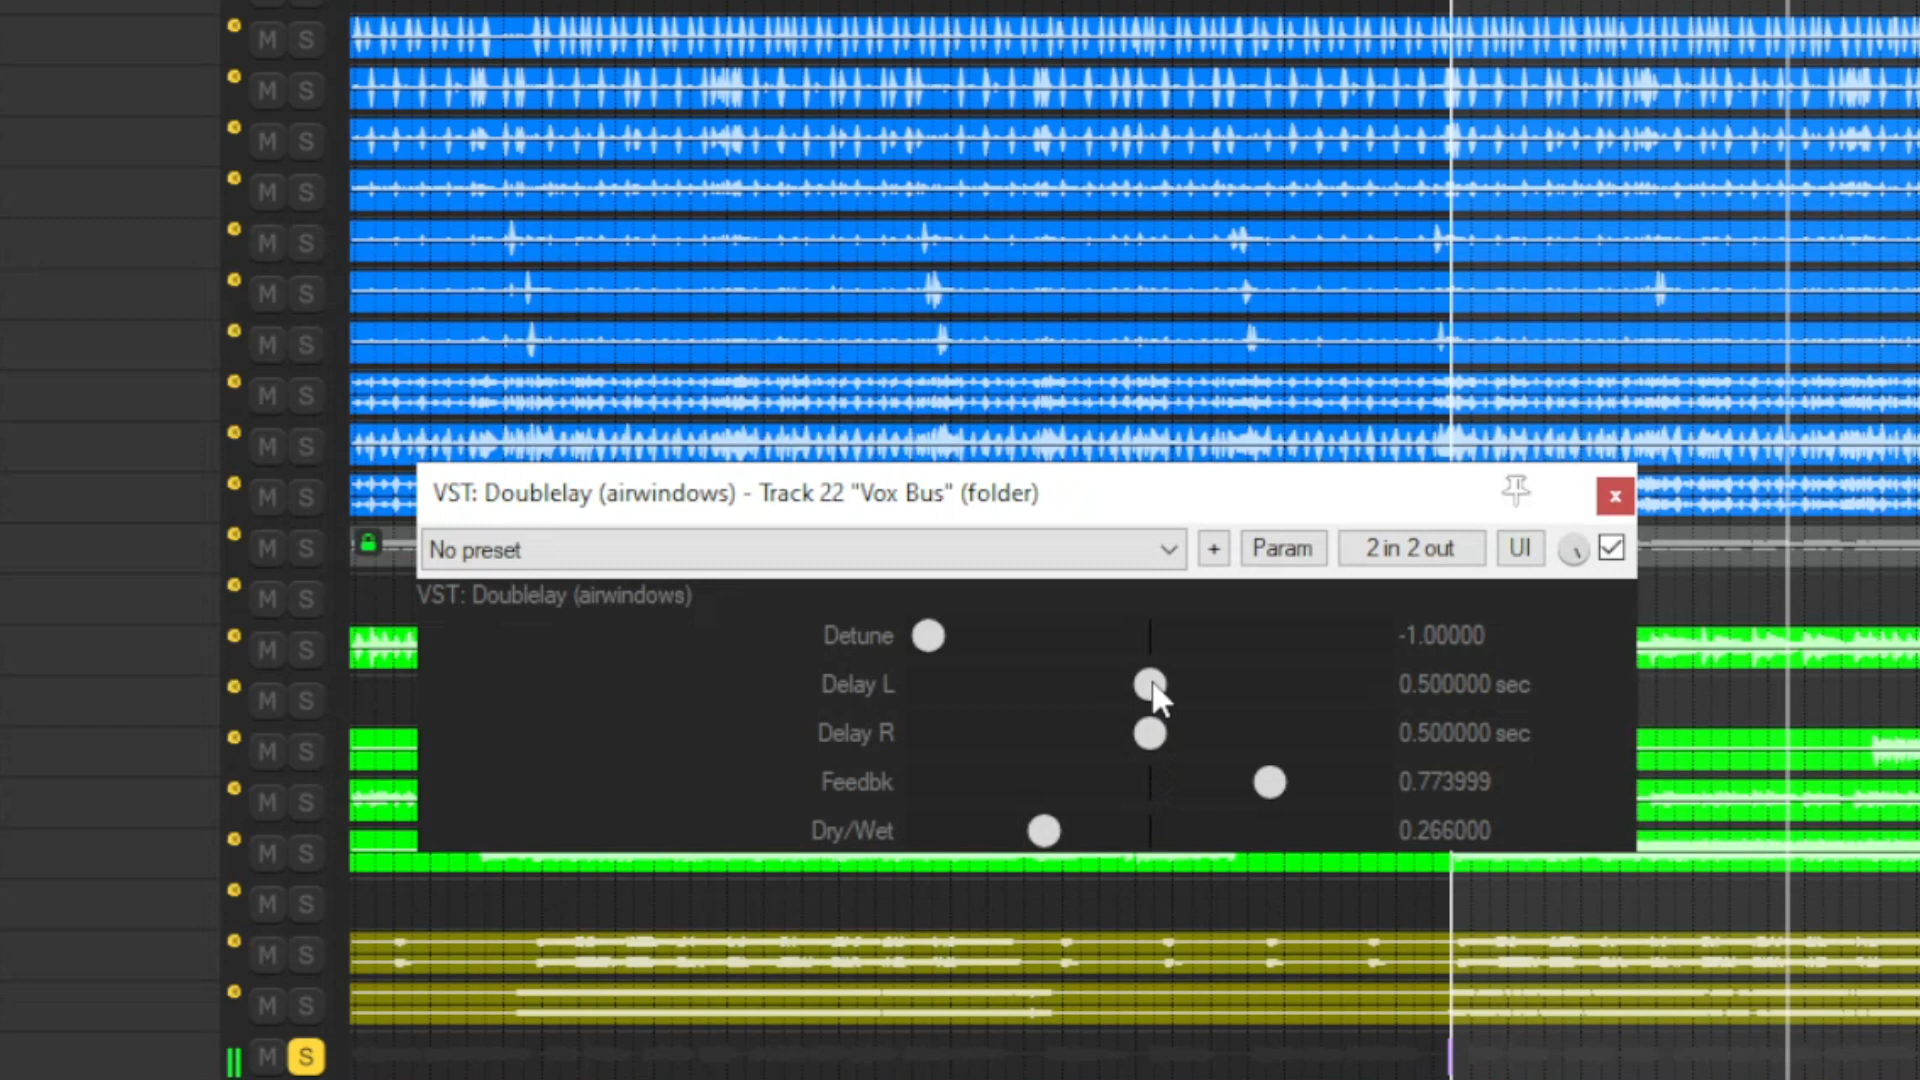 M S
M S
M S
M S
M S
M S
M S
M S
M S
M S
VST: Doublelay (airwindows) - Track 22 "Vox Bus" (folder)
x
M S
No preset
+
Param
2 in 2 out
UI
M S
VST: Doublelay (airwindows)
M S
Detune -1.00000
M S
Delay L 0.500000 sec
M S
Delay R 0.500000 sec
M S
Feedbk 0.773999
M S
Dry/Wet 0.266000
M S
M S
M S
M S